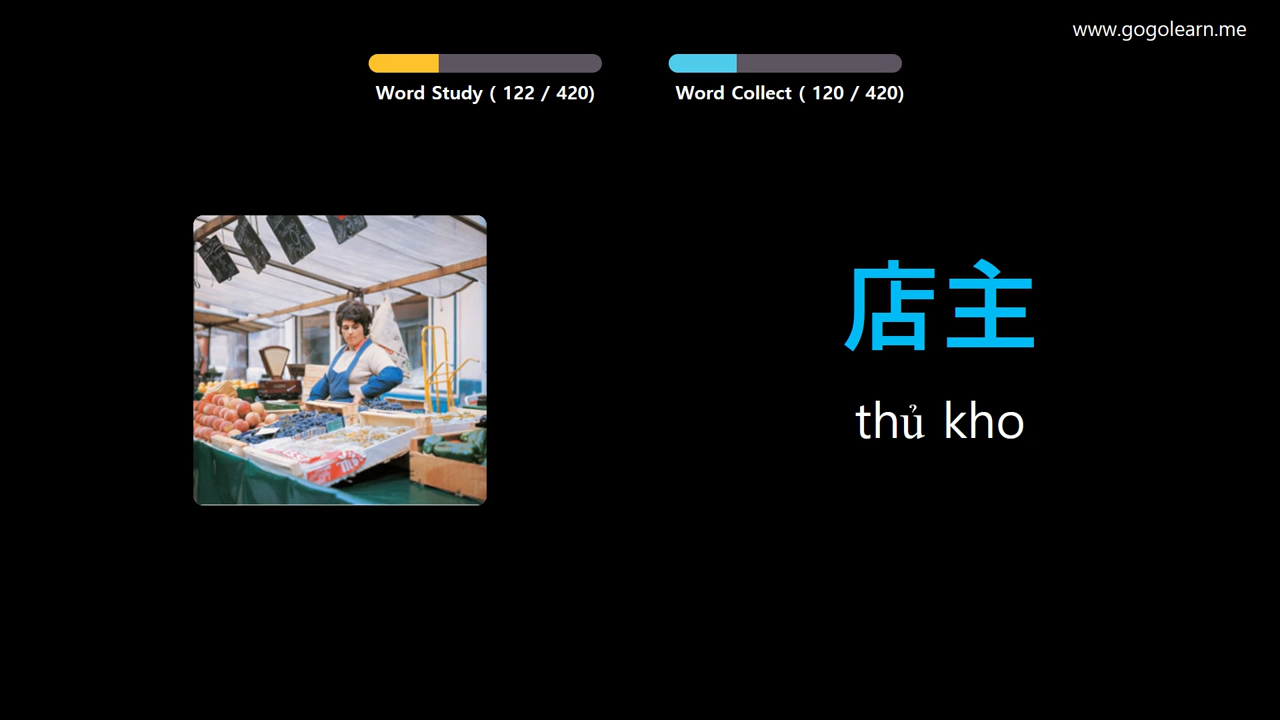 www.gogolearn.me
Word Study ( 122 / 420)
Word Collect ( 120 / 420)
店主
thủ kho